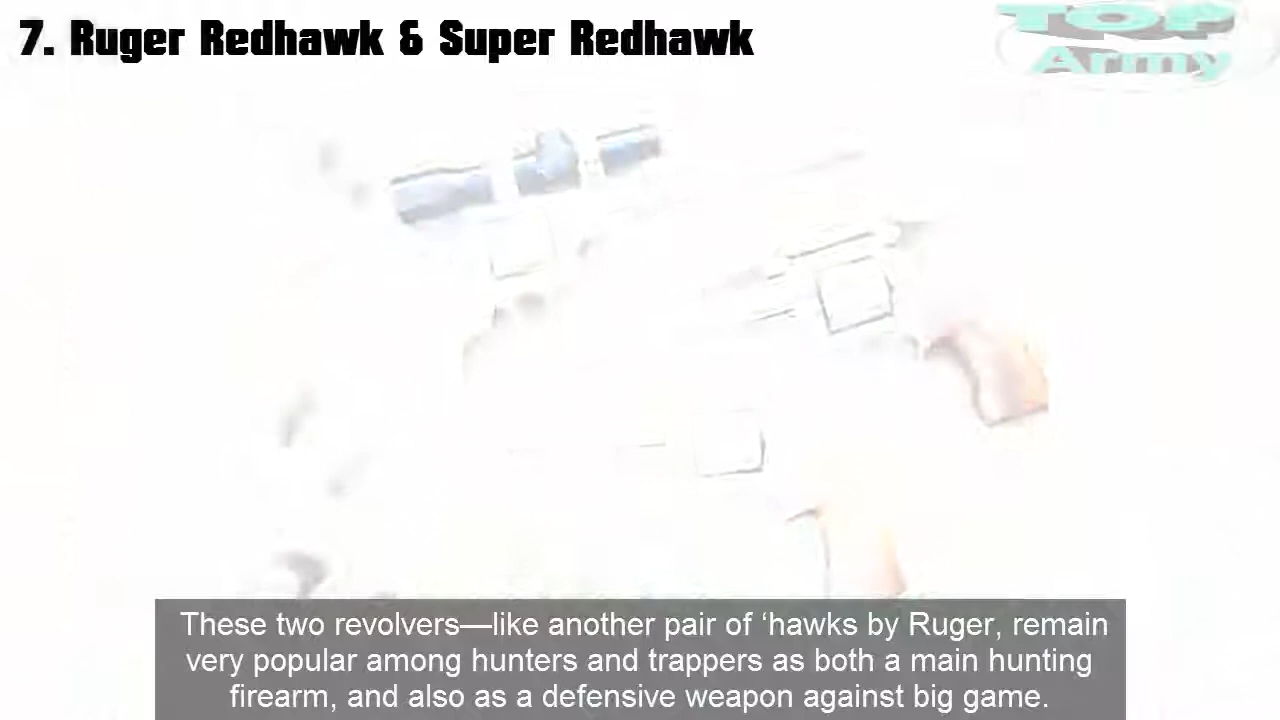 7. Ruger Redhawk & Super Redhawk
TOP
Army
These two revolvers—like another pair of ‘hawks by Ruger, remain
very popular among hunters and trappers as both a main hunting
firearm, and also as a defensive weapon against big game.